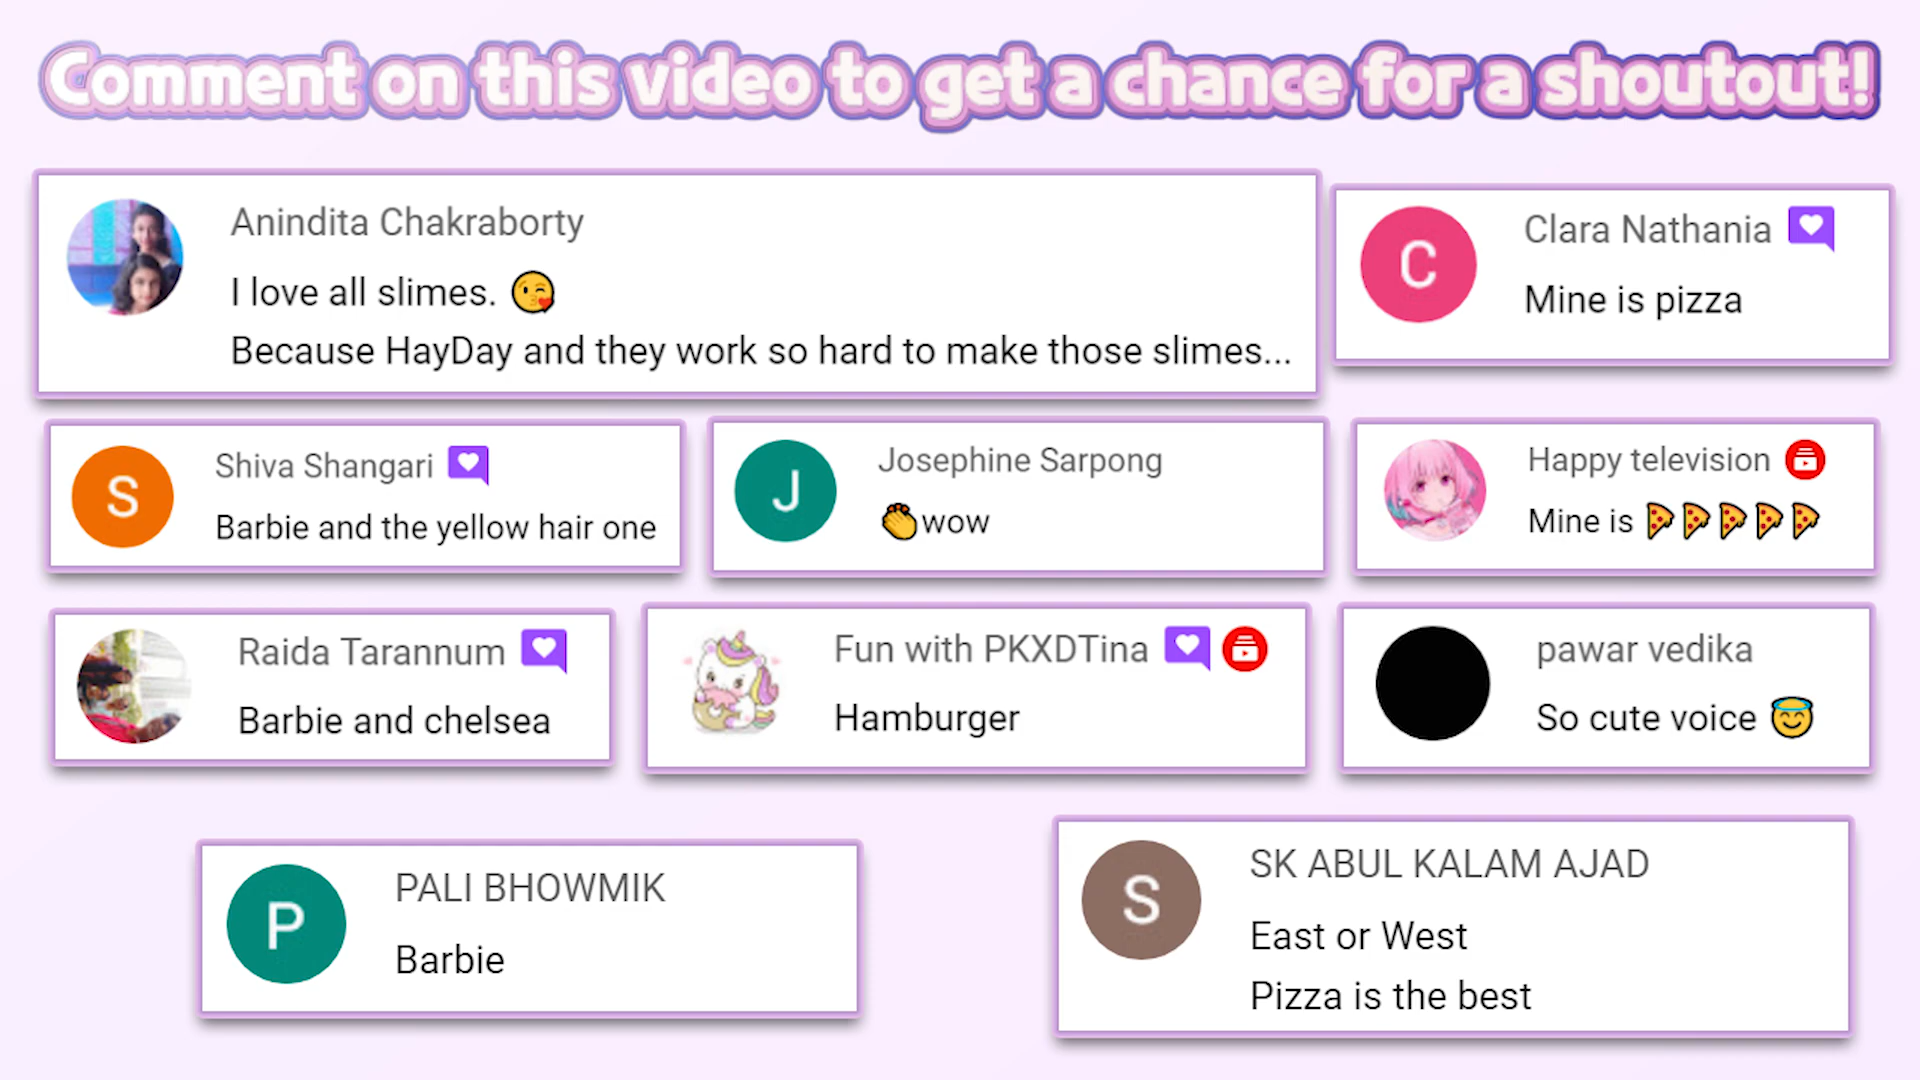 Comment on this video to get a chance for a shoutout!
Anindita Chakraborty
I love all slimes. 😘
Because HayDay and they work so hard to make those slimes...
C
Clara Nathania
Mine is pizza
S
Shiva Shangari
Barbie and the yellow hair one
J
Josephine Sarpong
👏wow
Happy television
Mine is 🍕🍕🍕🍕🍕
Raida Tarannum
Barbie and chelsea
Fun with PKXDTina
Hamburger
pawar vedika
So cute voice 😇
P
PALI BHOWMIK
Barbie
S
SK ABUL KALAM AJAD
East or West
Pizza is the best